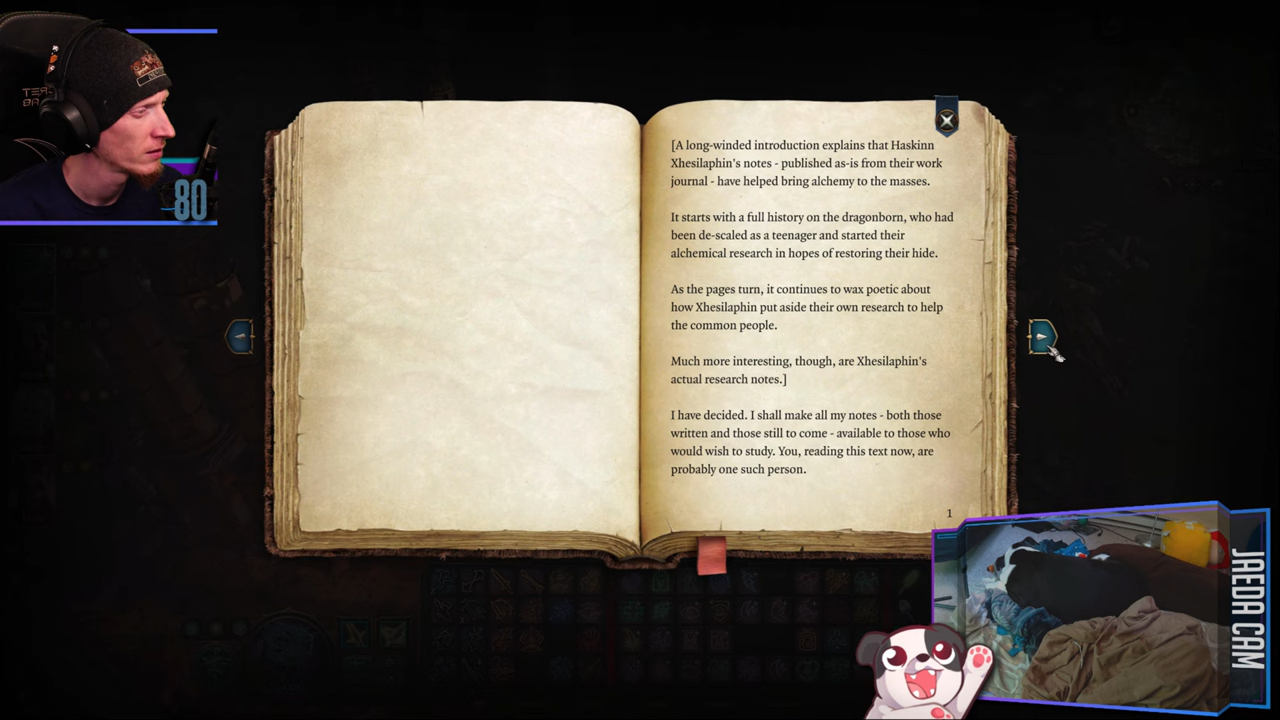 80
[A long-winded introduction explains that Haskinn
Xhesilaphin's notes - published as-is from their work
journal - have helped bring alchemy to the masses.
It starts with a full history on the dragonborn, who had
been de-scaled as a teenager and started their
alchemical research in hopes of restoring their hide.
As the pages turn, it continues to wax poetic about
how Xhesilaphin put aside their own research to help
the common people.
Much more interesting, though, are Xhesilaphin's
actual research notes.]
I have decided. I shall make all my notes - both those
written and those still to come - available to those who
would wish to study. You, reading this text now, are
probably one such person.
1
JAEDA CAM